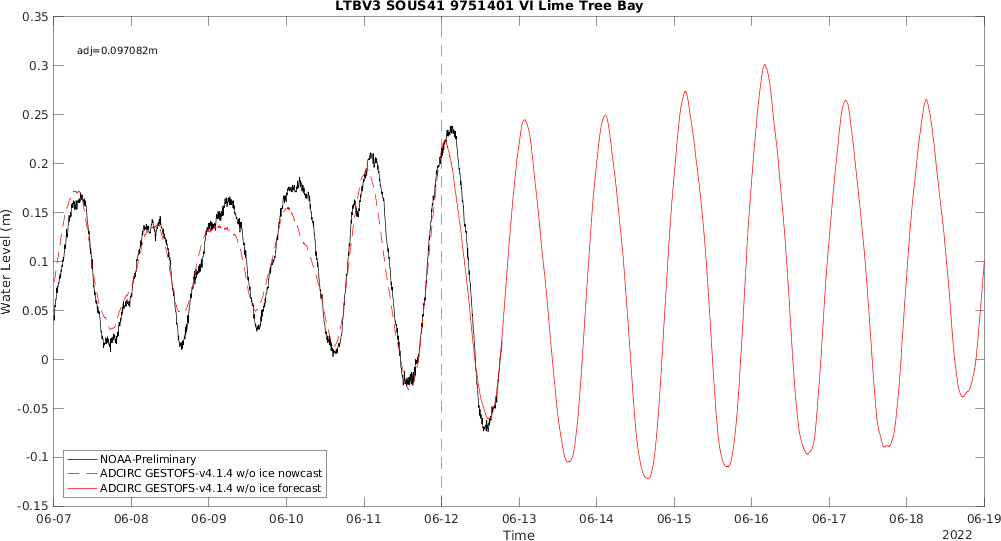 LTBV3 SOUS41 9751401 VI Lime Tree Bay
adj=0.097082m
0.35
0.3
0.25
0.2
0.15
0.1
0.05
0
-0.05
-0.1
-0.15
Water Level (m)
NOAA-Preliminary
ADCIRC GESTOFS-v4.1.4 w/o ice nowcast
ADCIRC GESTOFS-v4.1.4 w/o ice forecast
06-07 06-08 06-09 06-10 06-11 06-12 06-13 06-14 06-15 06-16 06-17 06-18 06-19
Time
2022